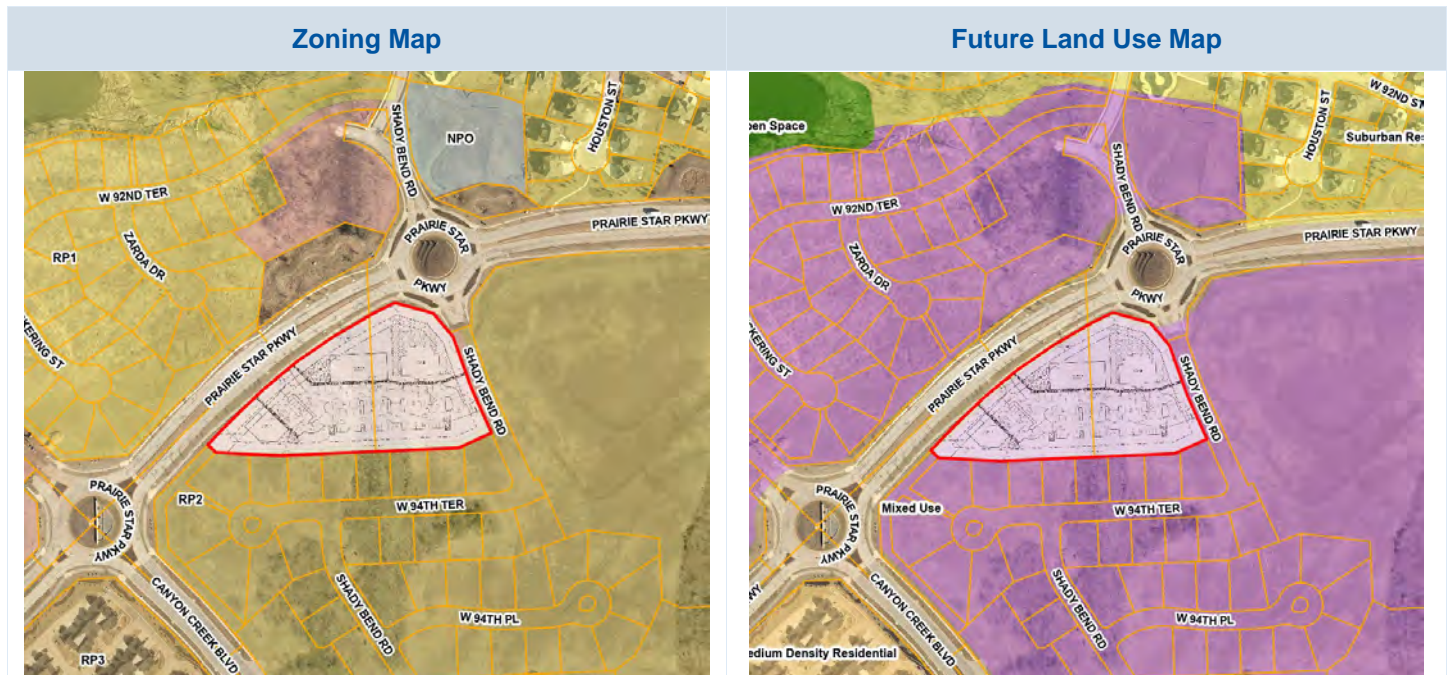 Zoning Map
Future Land Use Map
NPO
SHADY BEND RD
HOUSTON ST
W 92ND TER
ZARDA DR
RP1
PRAIRIE STAR
PKWY
PRAIRIE STAR PKWY
KERING ST
PRAIRIE STAR PKWY
SHADY BEND RD
RP2
W 94TH TER
PRAIRIE STAR PKWY
SHADY BEND RD
W 94TH PL
CANYON CREEK BLVD
RP3
pen Space
W 92ND ST
HOUSTON ST
Suburban Re
SHADY BEND RD
W 92ND TER
ZARDA DR
PRAIRIE STAR
PKWY
PRAIRIE STAR PKWY
KERING ST
PRAIRIE STAR PKWY
SHADY BEND RD
Mixed Use
W 94TH TER
PRAIRIE STAR PKWY
WY
SHADY BEND RD
W 94TH PL
CANYON CREEK BLVD
edium Density Residential